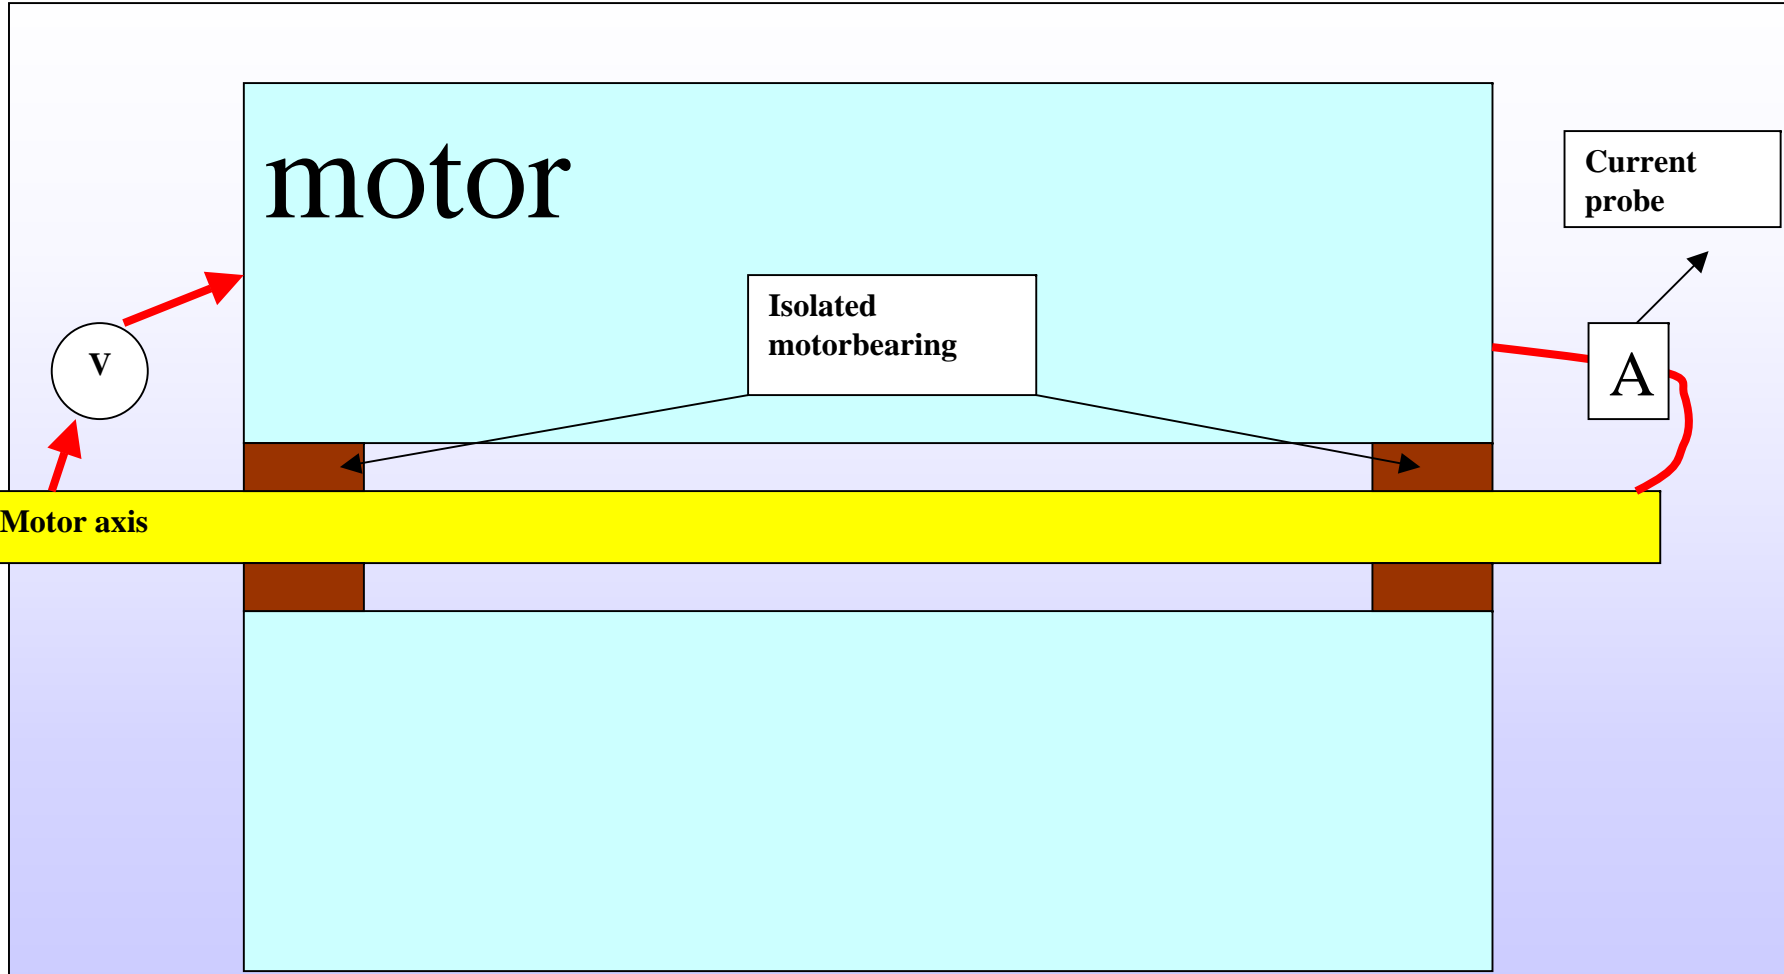 motor
Current
probe
Isolated
motorbearing
V
A
Motor axis